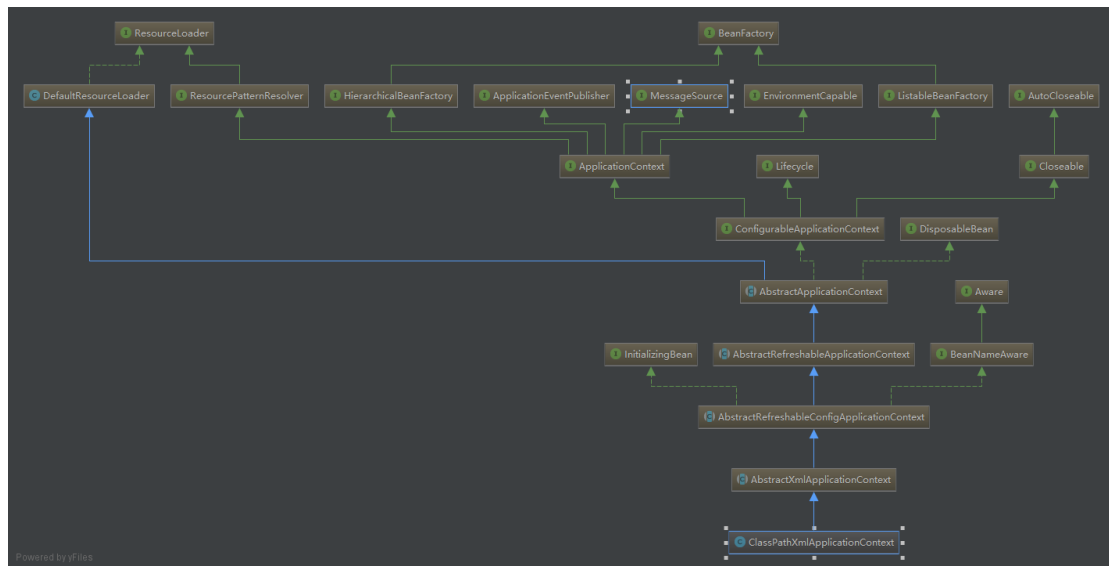 ResourceLoader
BeanFactory
DefaultResourceLoader
ResourcePatternResolver
HierarchicalBeanFactory
ApplicationEventPublisher
MessageSource
EnvironmentCapable
ListableBeanFactory
AutoCloseable
ApplicationContext
Lifecycle
Closeable
ConfigurableApplicationContext
DisposableBean
AbstractApplicationContext
Aware
InitializingBean
AbstractRefreshableApplicationContext
BeanNameAware
AbstractRefreshableConfigApplicationContext
AbstractXmlApplicationContext
ClassPathXmlApplicationContext
Powered by yFiles